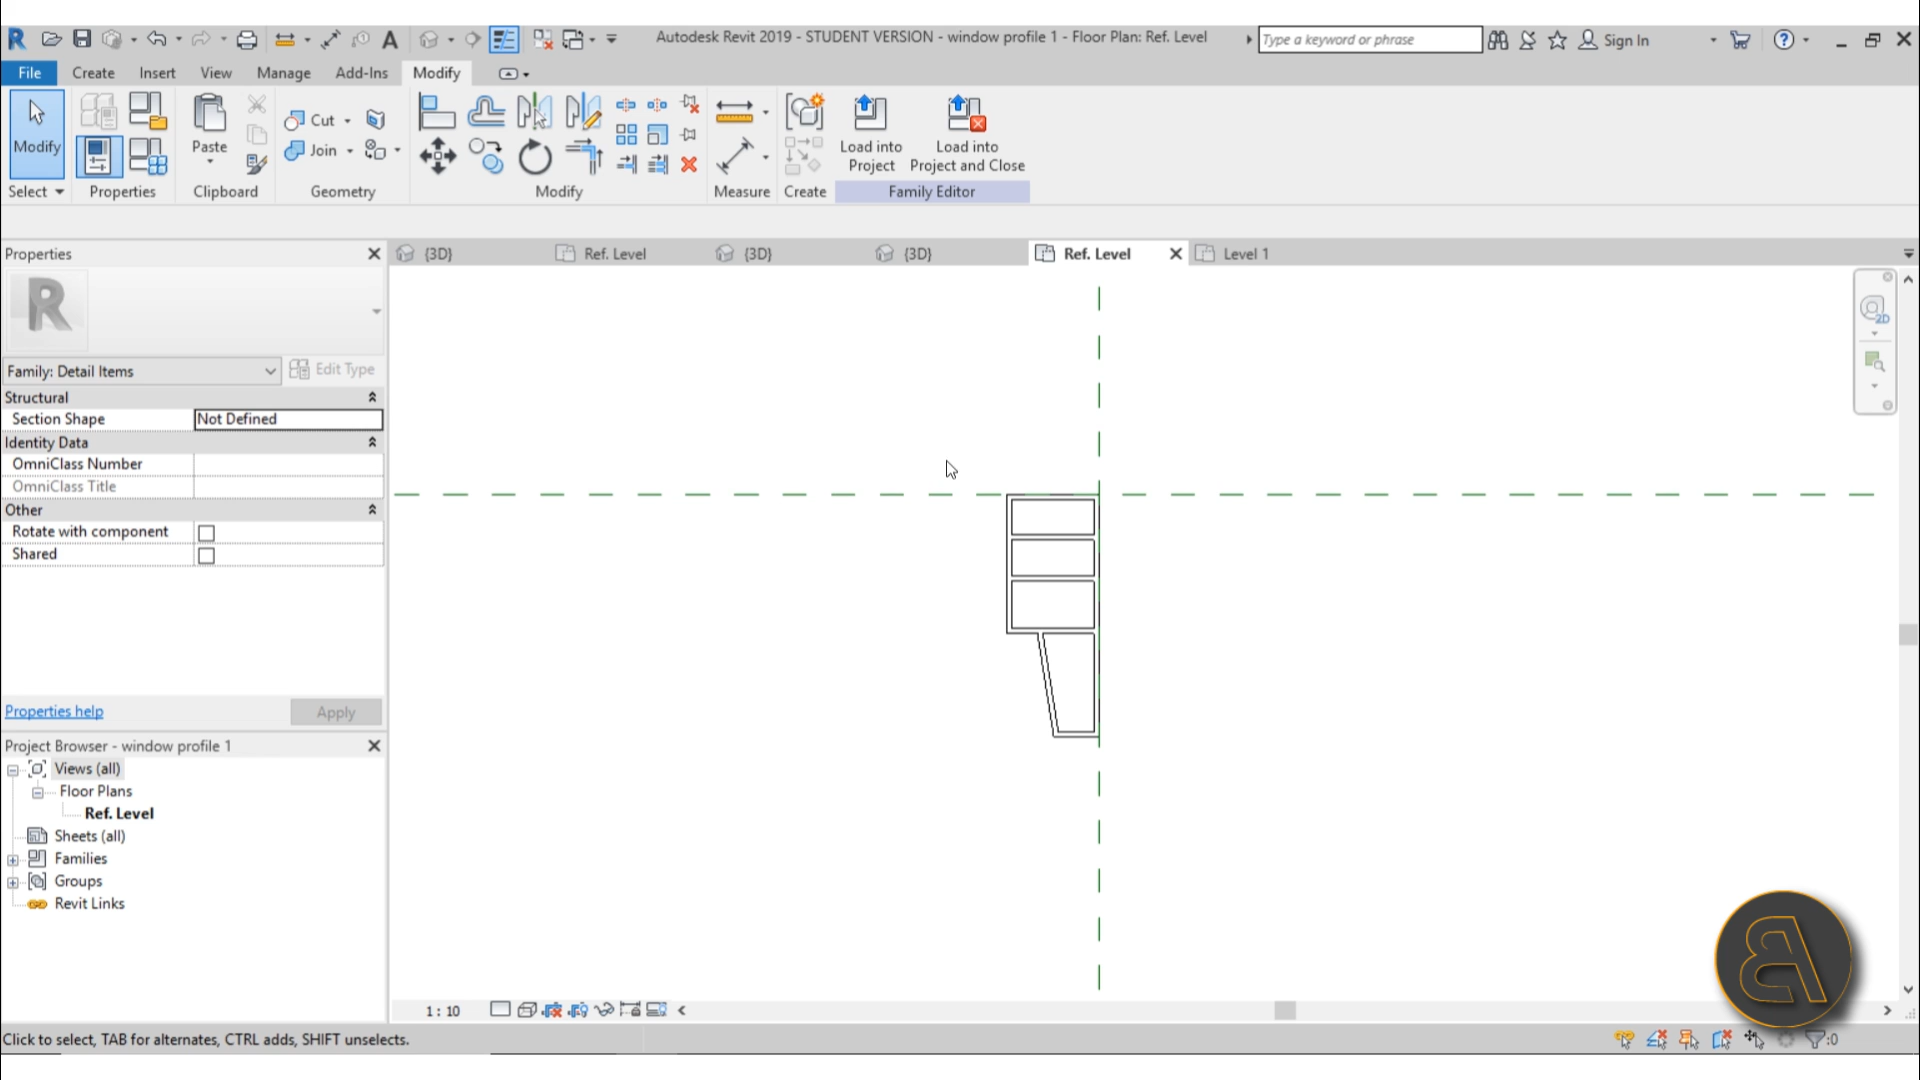 Autodesk Revit 2019 - STUDENT VERSION - window profile 1 - Floor Plan: Ref. Level
Type a keyword or phrase
Sign In
File
Create
Insert
View
Manage
Add-Ins
Modify
Modify
Paste
Cut
Join
Load into
Project
Load into
Project and Close
Select
Properties
Clipboard
Geometry
Modify
Measure
Create
Family Editor
Properties
{3D}
Ref. Level
{3D}
{3D}
Ref. Level
Level 1
2D
R
Family: Detail Items
Edit Type
Structural
Section Shape
Not Defined
Identity Data
OmniClass Number
OmniClass Title
Other
Rotate with component
Shared
Properties help
Apply
Project Browser - window profile 1
Views (all)
Floor Plans
Ref. Level
Sheets (all)
Families
Groups
Revit Links
1 : 10
Click to select, TAB for alternates, CTRL adds, SHIFT unselects.
:0